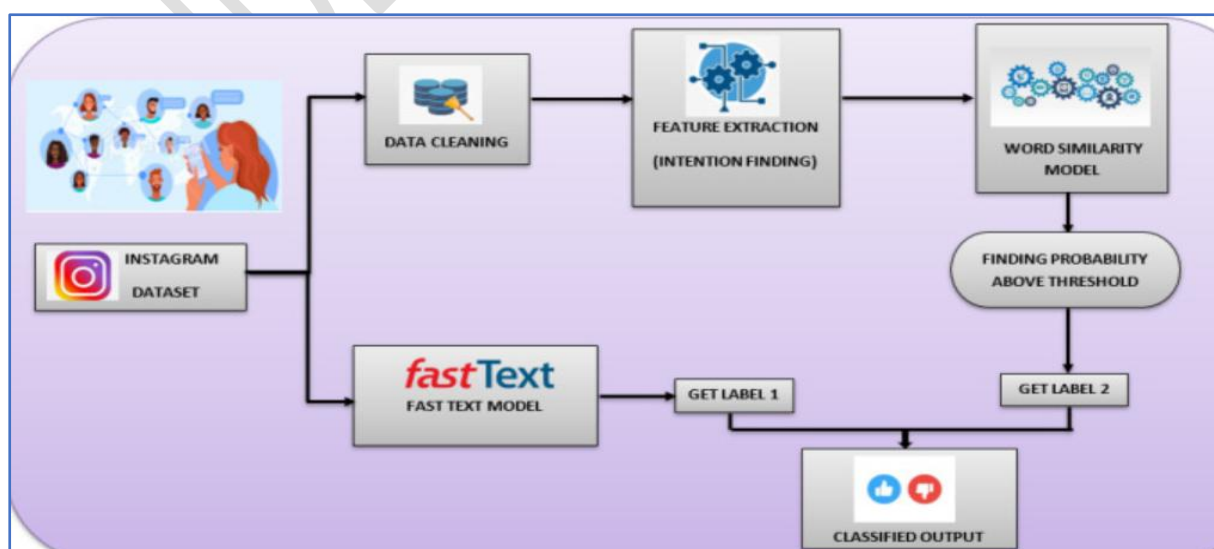 DATA CLEANING
FEATURE EXTRACTION
(INTENTION FINDING)
WORD SIMILARITY
MODEL
INSTAGRAM
DATASET
FINDING PROBABILITY
ABOVE THRESHOLD
fastText
FAST TEXT MODEL
GET LABEL 1
GET LABEL 2
CLASSIFIED OUTPUT